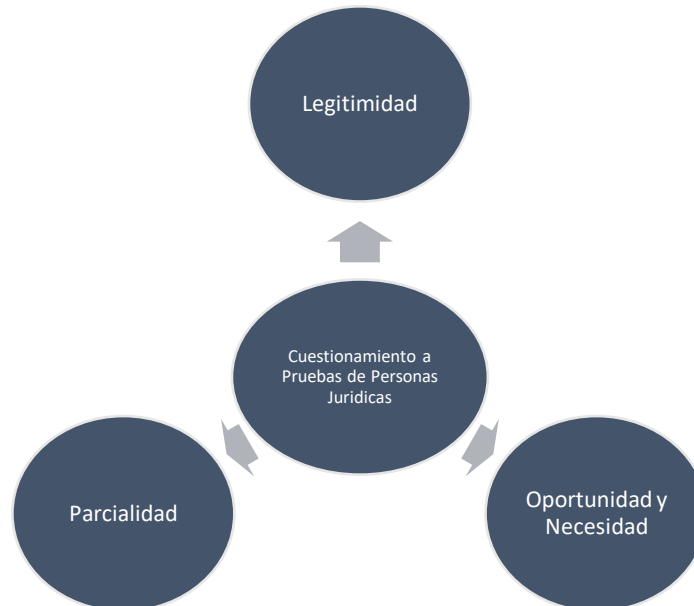 Legitimidad
Cuestionamiento a
Pruebas de Personas
Juridicas
Parcialidad
Oportunidad y
Necesidad